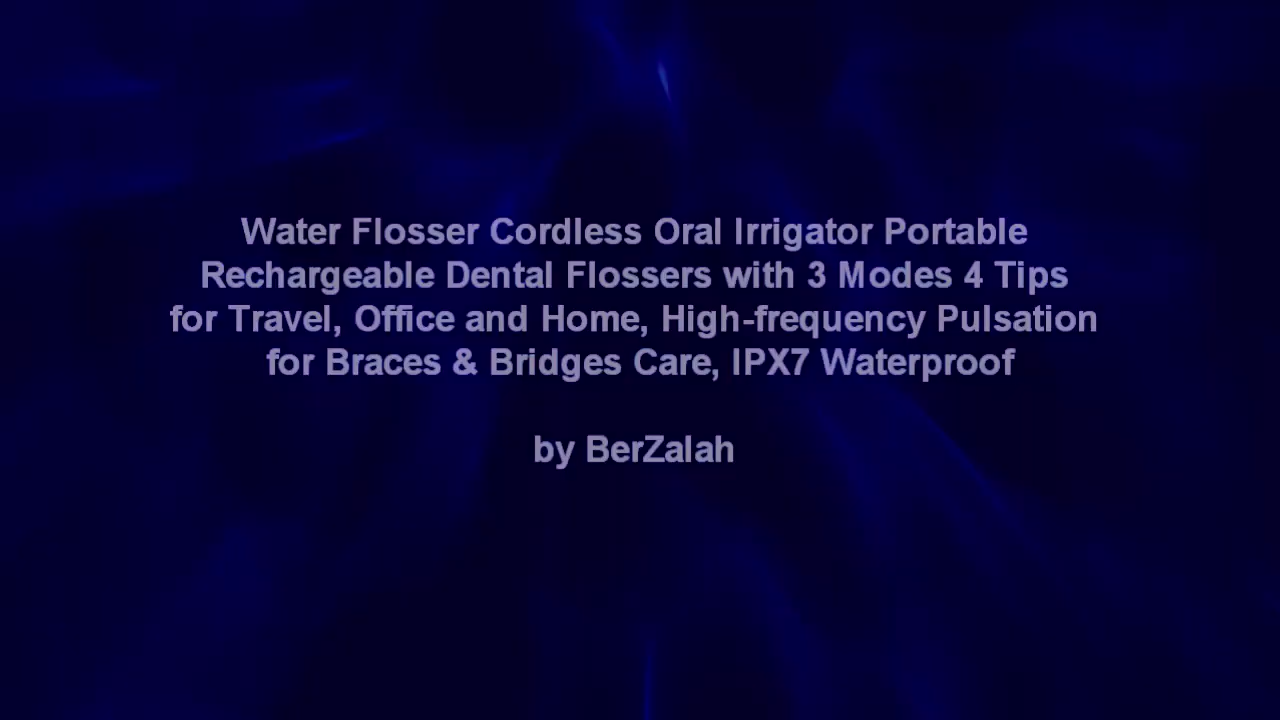 Water Flosser Cordless Oral Irrigator Portable
Rechargeable Dental Flossers with 3 Modes 4 Tips
for Travel, Office and Home, High-frequency Pulsation
for Braces & Bridges Care, IPX7 Waterproof
by BerZalah